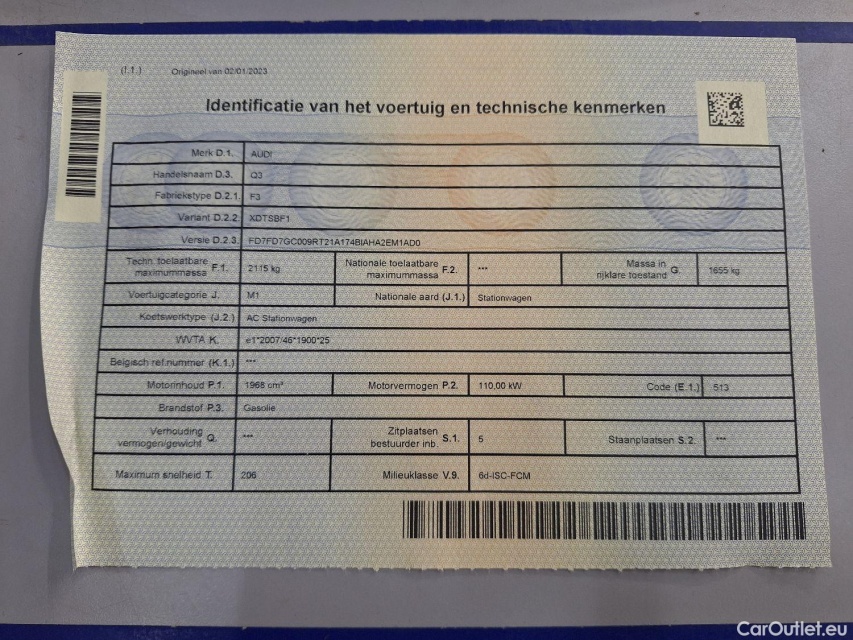 (I.1.) Origineel van 02/01/2023
Identificatie van het voertuig en technische kenmerken
Merk D.1. AUDI
Handelsnaam D.3. Q3
Fabriekstype D.2.1. F3
Variant D.2.2. XDTSBF1
Versie D.2.3. FD7FD7GC009RT21A174BIAHA2EM1AD0
Techn. toelaatbare maximummassa F.1. 2115 kg Nationale toelaatbare maximummassa F.2. *** Massa in rijklare toestand G. 1655 kg
Voertuigcategorie J. M1 Nationale aard (J.1.) Stationwagen
Koetswerktype (J.2.) AC Stationwagen
WVTA K. e1*2007/46*1900*25
Belgisch ref.nummer (K.1.) ***
Motorinhoud P.1. 1968 cm³ Motorvermogen P.2. 110,00 kW Code (E.1.) 513
Brandstof P.3. Gasolie
Verhouding vermogen/gewicht Q. *** Zitplaatsen bestuurder inb. S.1. 5 Staanplaatsen S.2. ***
Maximum snelheid T. 206 Milieuklasse V.9. 6d-ISC-FCM
CarOutlet.eu